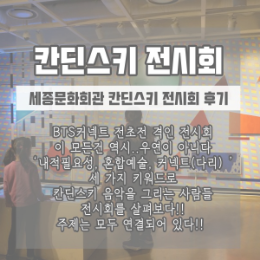 칸딘스키 전시회
세종문화회관 칸딘스키 전시회 후기
BTS커넥트 전초전 격인 전시회
이 모든건 역시..우연이 아니다
'내적필요성, 혼합예술, 커넥트(다리)'
세 가지 키워드로
칸딘스키 음악을 그리는 사람들
전시회를 살펴보다!!
주제는 모두 연결되어 있다!!